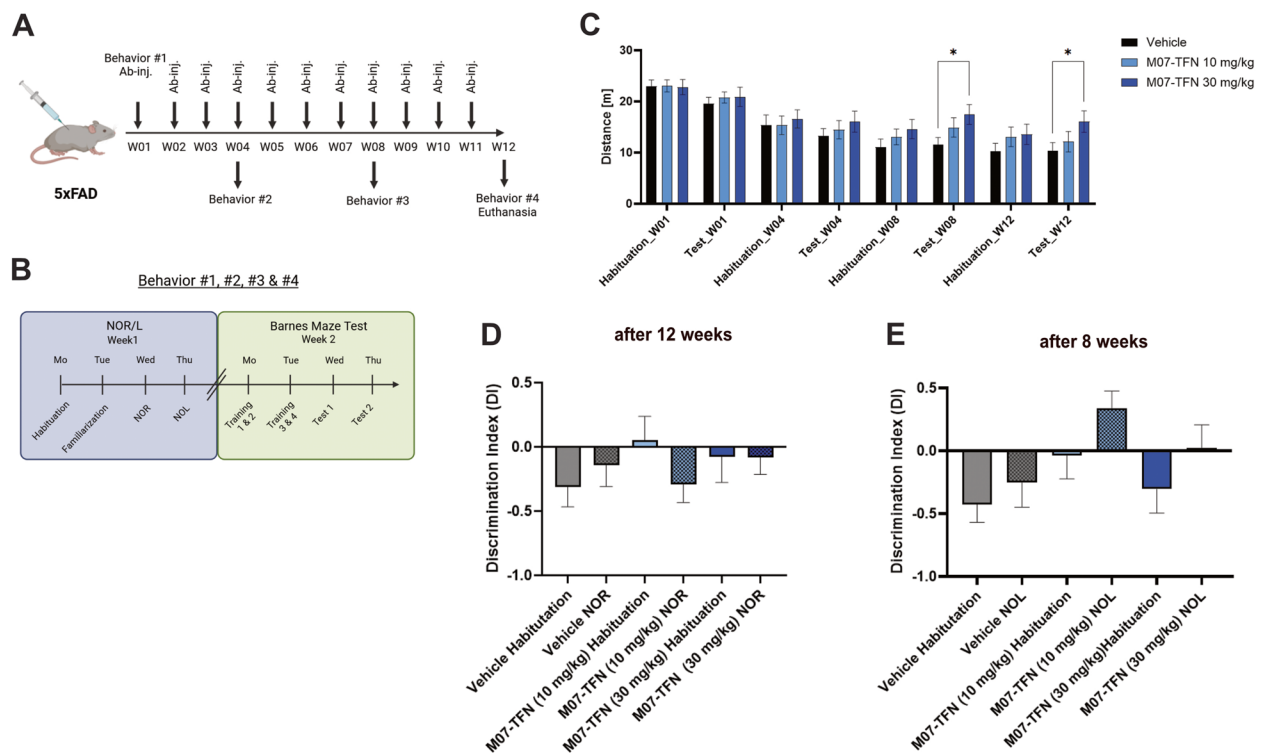 A
Behavior #1
Ab-inj.
Ab-inj.
Ab-inj.
Ab-inj.
Ab-inj.
Ab-inj.
Ab-inj.
Ab-inj.
Ab-inj.
Ab-inj.
Ab-inj.
W01 W02 W03 W04 W05 W06 W07 W08 W09 W10 W11 W12
5xFAD
Behavior #2
Behavior #3
Behavior #4
Euthanasia
B
Behavior #1, #2, #3 & #4
NOR/L
Week1
Mo Tue Wed Thu
Habituation
Familiarization
NOR
NOL
Barnes Maze Test
Week 2
Mo Tue Wed Thu
Training
1 & 2
Training
3 & 4
Test 1
Test 2
C
Distance [m]
30
20
10
0
*
*
Habituation_W01
Test_W01
Habituation_W04
Test_W04
Habituation_W08
Test_W08
Habituation_W12
Test_W12
Vehicle
M07-TFN 10 mg/kg
M07-TFN 30 mg/kg
D
after 12 weeks
Discrimination Index (DI)
0.5
0.0
-0.5
-1.0
Vehicle Habitutation
Vehicle NOR
M07-TFN (10 mg/kg) Habituation
M07-TFN (10 mg/kg) NOR
M07-TFN (30 mg/kg) Habituation
M07-TFN (30 mg/kg) NOR
E
after 8 weeks
Discrimination Index (DI)
0.5
0.0
-0.5
-1.0
Vehicle Habitutation
Vehicle NOL
M07-TFN (10 mg/kg) Habituation
M07-TFN (10 mg/kg) NOL
M07-TFN (30 mg/kg)Habituation
M07-TFN (30 mg/kg) NOL